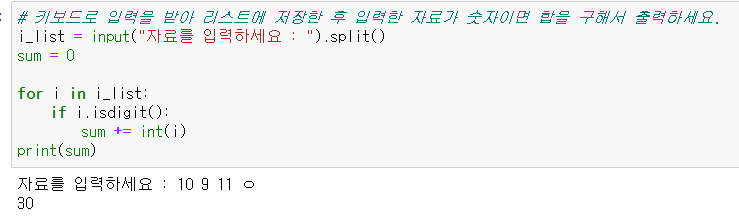 # 키보드로 입력을 받아 리스트에 저장한 후 입력한 자료가 숫자이면 합을 구해서 출력하세요.
i_list = input("자료를 입력하세요 : ").split()
sum = 0
for i in i_list:
    if i.isdigit():
        sum += int(i)
print(sum)
자료를 입력하세요 : 10 9 11 ㅇ
30